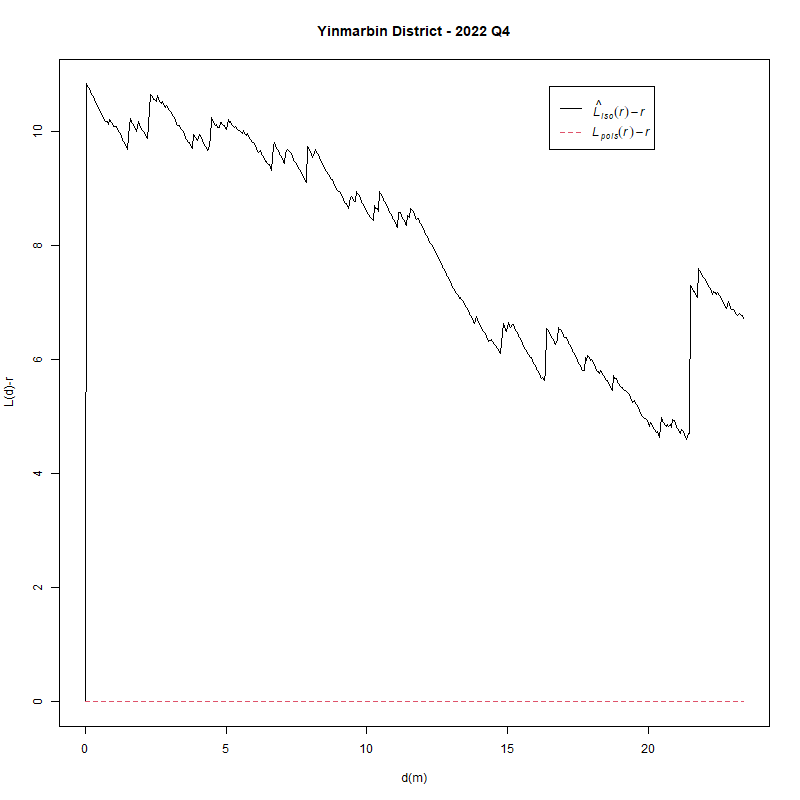 Yinmarbin District - 2022 Q4
L̂iso(r) − r
Lpois(r) − r
L(d)-r
10
8
6
4
2
0
0 5 10 15 20
d(m)